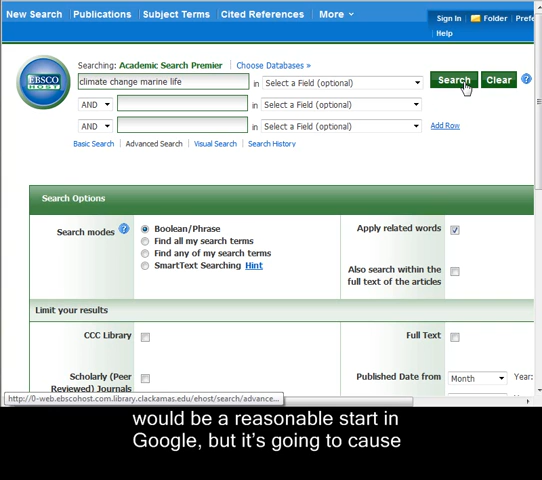 New Search Publications Subject Terms Cited References More
Sign In Folder Prefe
Help
Searching: Academic Search Premier Choose Databases »
EBSCO HOST
climate change marine life in Select a Field (optional) Search Clear ?
AND in Select a Field (optional)
AND in Select a Field (optional) Add Row
Basic Search Advanced Search Visual Search Search History
Search Options
Search modes ? Boolean/Phrase
Find all my search terms
Find any of my search terms
SmartText Searching Hint
Apply related words
Also search within the
full text of the articles
Limit your results
CCC Library Full Text
Scholarly (Peer
Reviewed) Journals
Published Date from Month Year:
http://0-web.ebscohost.com.library.clackamas.edu/ehost/search/advance...
would be a reasonable start in
Google, but it's going to cause